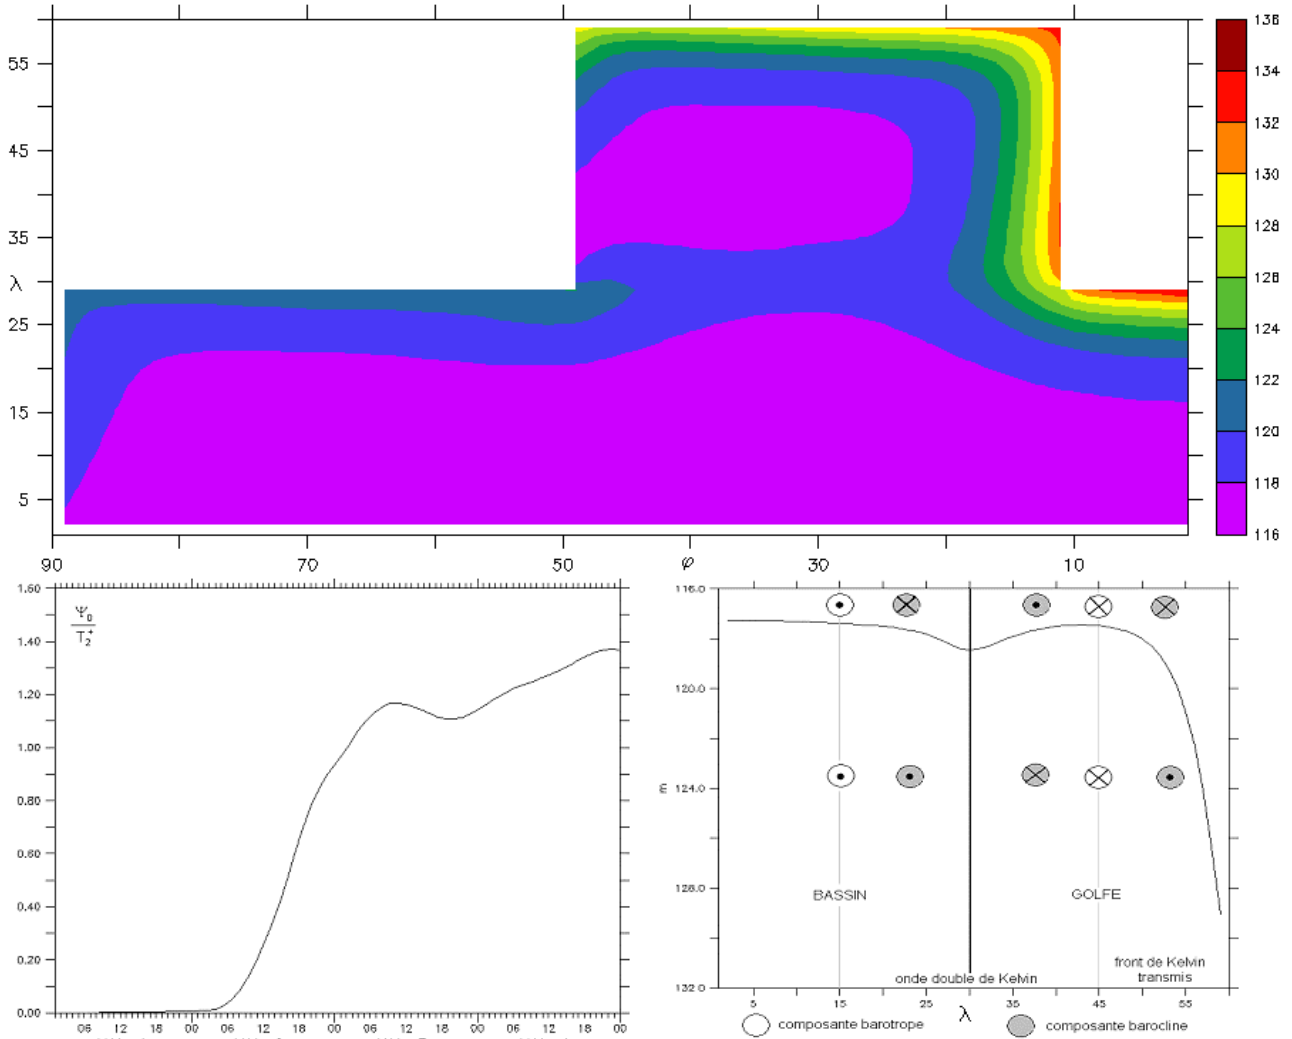 136
134
132
130
128
126
124
122
120
118
116
55
45
35
λ
25
15
5
90
70
50
φ
30
10
1.60
1.40
1.20
1.00
0.80
0.60
0.40
0.20
0.00
Ψ0
T2+
06 12 18 00 06 12 18 00 06 12 18 00 06 12 18 00
116.0
120.0
m
124.0
128.0
132.0
BASSIN
GOLFE
front de Kelvin
transmis
onde double de Kelvin
5 15 25 λ 35 45 55
composante barotrope
composante barocline